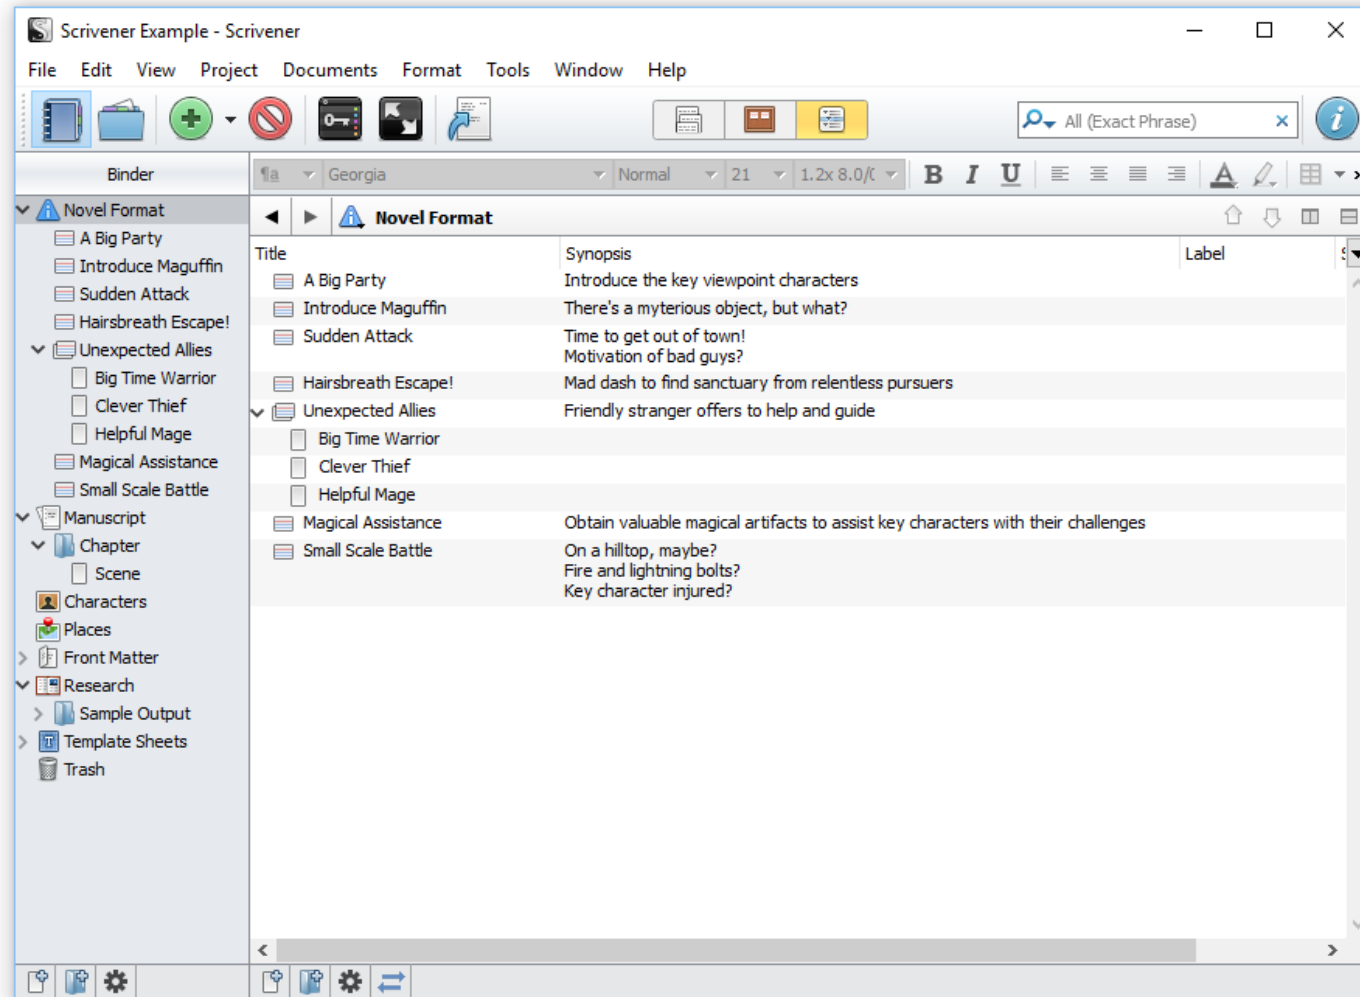 Scrivener Example - Scrivener
File Edit View Project Documents Format Tools Window Help
All (Exact Phrase)
Binder
Georgia Normal 21 1.2x 8.0/( B I U A
Novel Format
A Big Party
Introduce Maguffin
Sudden Attack
Hairsbreath Escape!
Unexpected Allies
Big Time Warrior
Clever Thief
Helpful Mage
Magical Assistance
Small Scale Battle
Manuscript
Chapter
Scene
Characters
Places
Front Matter
Research
Sample Output
Template Sheets
Trash
Novel Format
Title Synopsis Label
A Big Party Introduce the key viewpoint characters
Introduce Maguffin There's a myterious object, but what?
Sudden Attack Time to get out of town!
Motivation of bad guys?
Hairsbreath Escape! Mad dash to find sanctuary from relentless pursuers
Unexpected Allies Friendly stranger offers to help and guide
Big Time Warrior
Clever Thief
Helpful Mage
Magical Assistance Obtain valuable magical artifacts to assist key characters with their challenges
Small Scale Battle On a hilltop, maybe?
Fire and lightning bolts?
Key character injured?